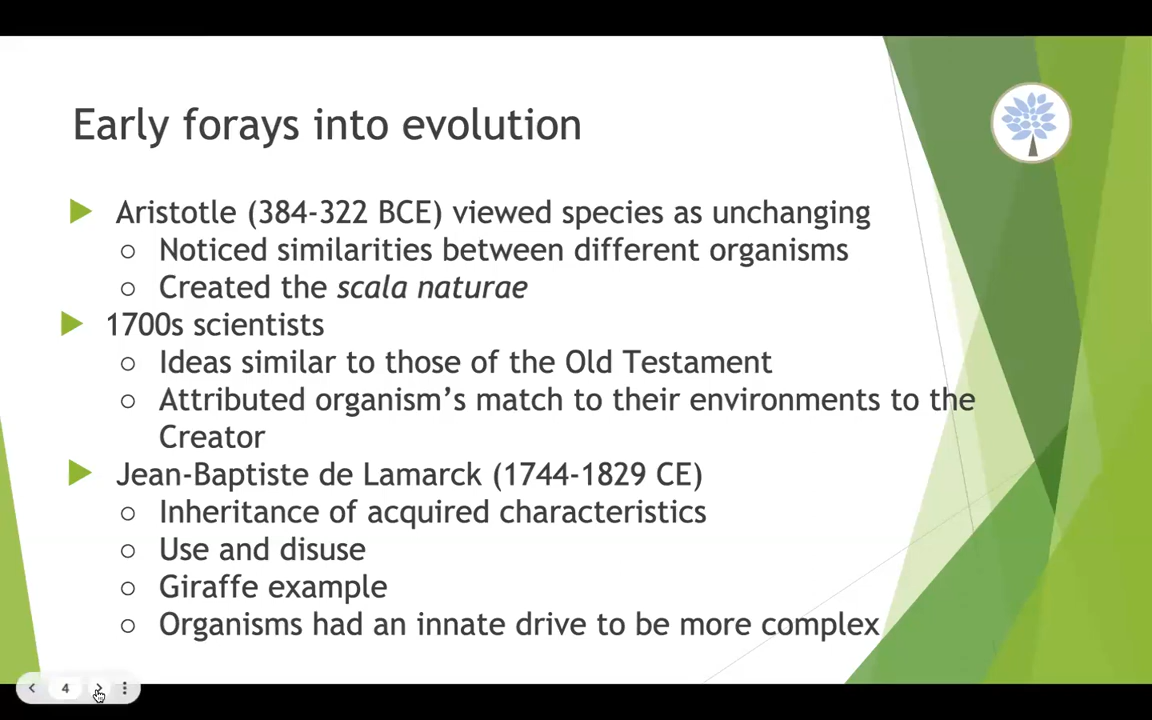 Early forays into evolution
Aristotle (384-322 BCE) viewed species as unchanging
Noticed similarities between different organisms
Created the scala naturae
1700s scientists
Ideas similar to those of the Old Testament
Attributed organism’s match to their environments to the
Creator
Jean-Baptiste de Lamarck (1744-1829 CE)
Inheritance of acquired characteristics
Use and disuse
Giraffe example
Organisms had an innate drive to be more complex
4